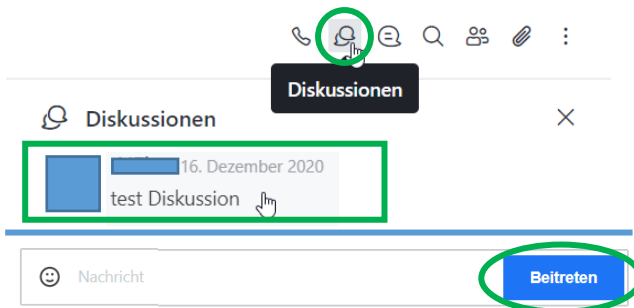 Diskussionen
Diskussionen
16. Dezember 2020
test Diskussion
Nachricht
Beitreten